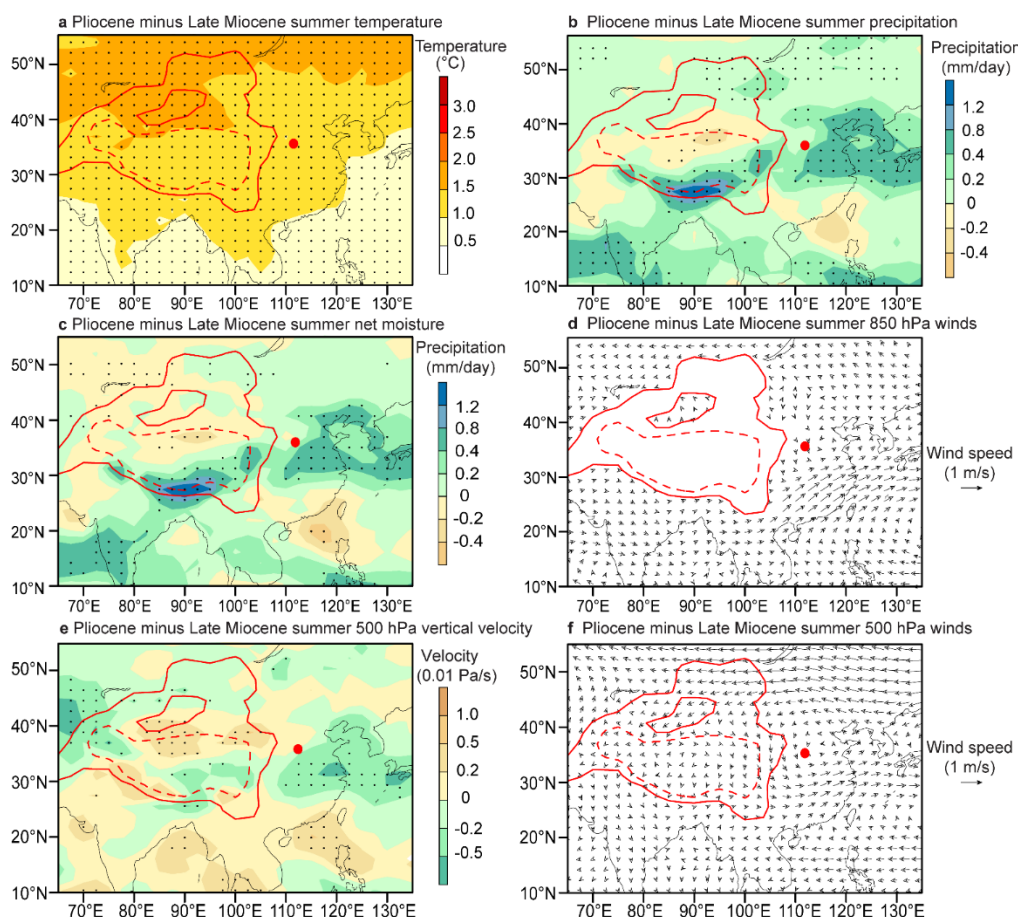 a Pliocene minus Late Miocene summer temperature
Temperature
(°C)
3.0
2.5
2.0
1.5
1.0
0.5
50°N
40°N
30°N
20°N
10°N
70°E 80°E 90°E 100°E 110°E 120°E 130°E
b Pliocene minus Late Miocene summer precipitation
Precipitation
(mm/day)
1.2
0.8
0.4
0.2
0
-0.2
-0.4
50°N
40°N
30°N
20°N
10°N
70°E 80°E 90°E 100°E 110°E 120°E 130°E
c Pliocene minus Late Miocene summer net moisture
Precipitation
(mm/day)
1.2
0.8
0.4
0.2
0
-0.2
-0.4
50°N
40°N
30°N
20°N
10°N
70°E 80°E 90°E 100°E 110°E 120°E 130°E
d Pliocene minus Late Miocene summer 850 hPa winds
Wind speed
(1 m/s)
50°N
40°N
30°N
20°N
10°N
70°E 80°E 90°E 100°E 110°E 120°E 130°E
e Pliocene minus Late Miocene summer 500 hPa vertical velocity
Velocity
(0.01 Pa/s)
1.0
0.5
0.2
0
-0.2
-0.5
50°N
40°N
30°N
20°N
10°N
70°E 80°E 90°E 100°E 110°E 120°E 130°E
f Pliocene minus Late Miocene summer 500 hPa winds
Wind speed
(1 m/s)
50°N
40°N
30°N
20°N
10°N
70°E 80°E 90°E 100°E 110°E 120°E 130°E